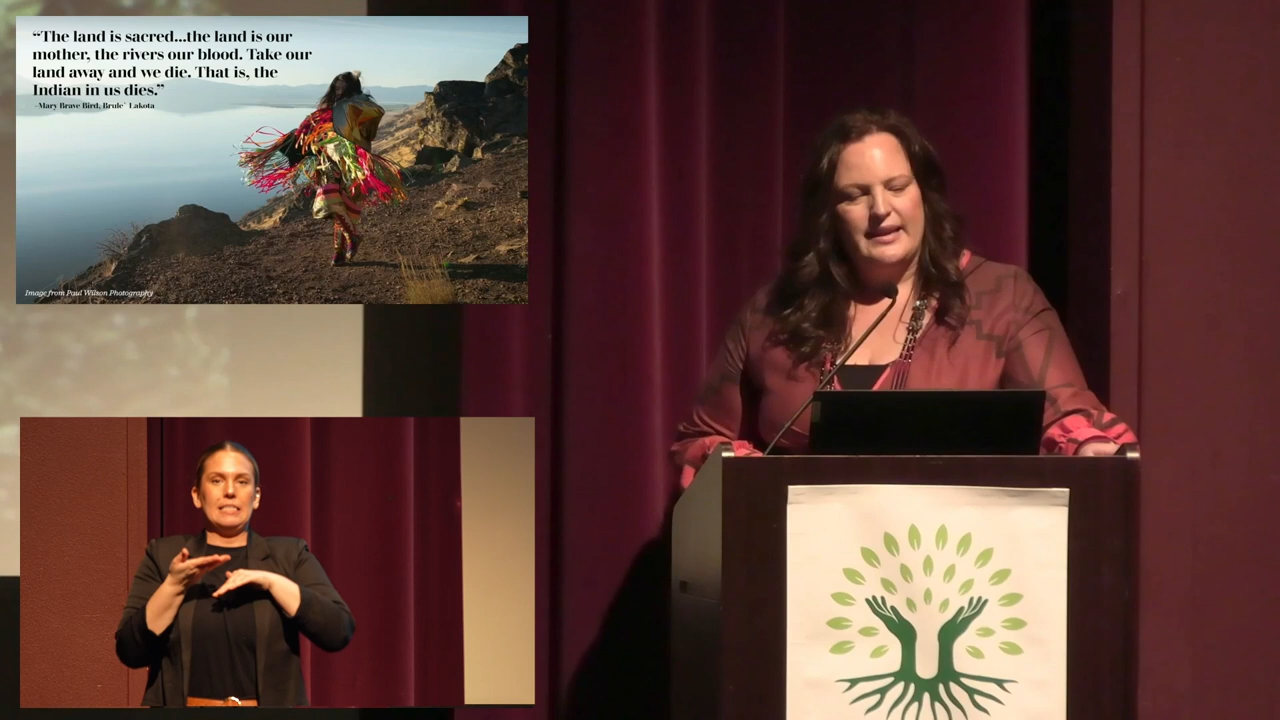 “The land is sacred...the land is our
mother, the rivers our blood. Take our
land away and we die. That is, the
Indian in us dies.”
-Mary Brave Bird, Brule` Lakota
Image from Paul Wilson Photography